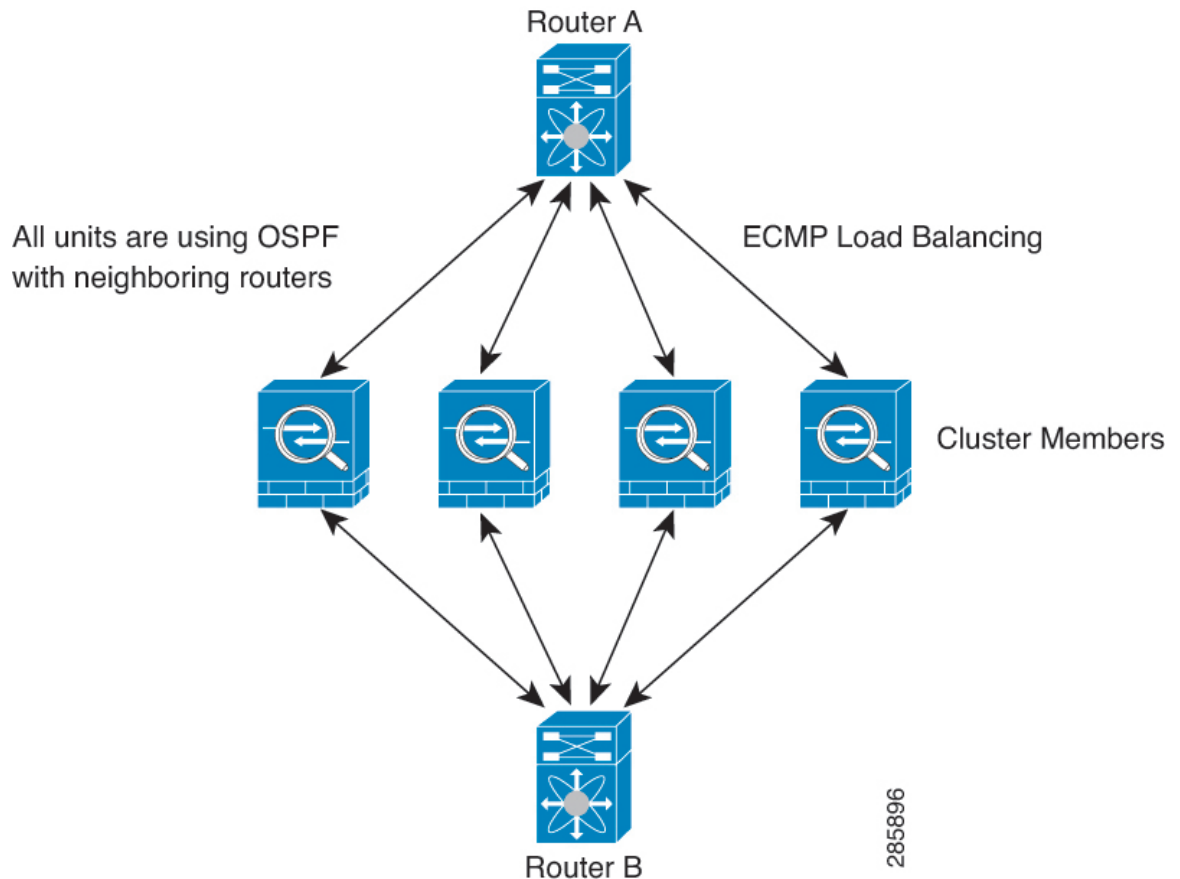 Router A
All units are using OSPF
with neighboring routers
ECMP Load Balancing
Cluster Members
Router B
285896